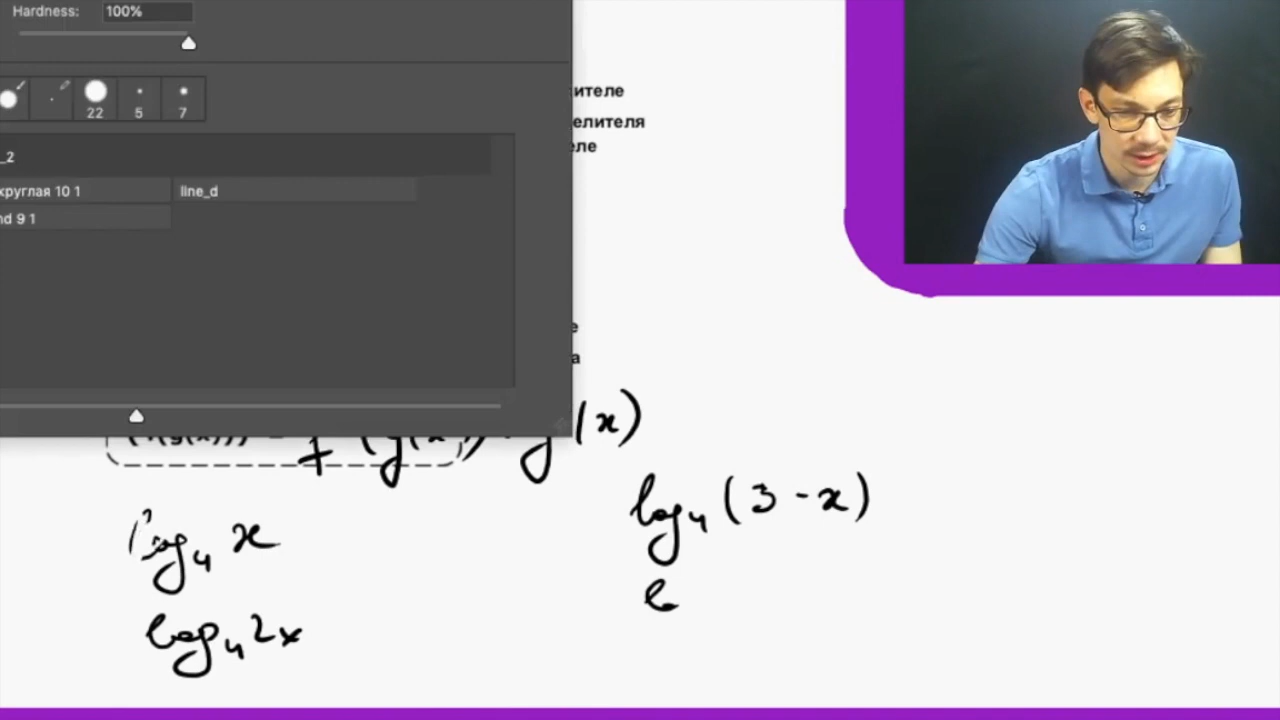 Hardness: 100%
ителе
22 5 7
елителя
еле
_2
круглая 10 1 line_d
nd 9 1
е
а
(x)
log₄ (3 - x)
log₄ x
log₄ 2x